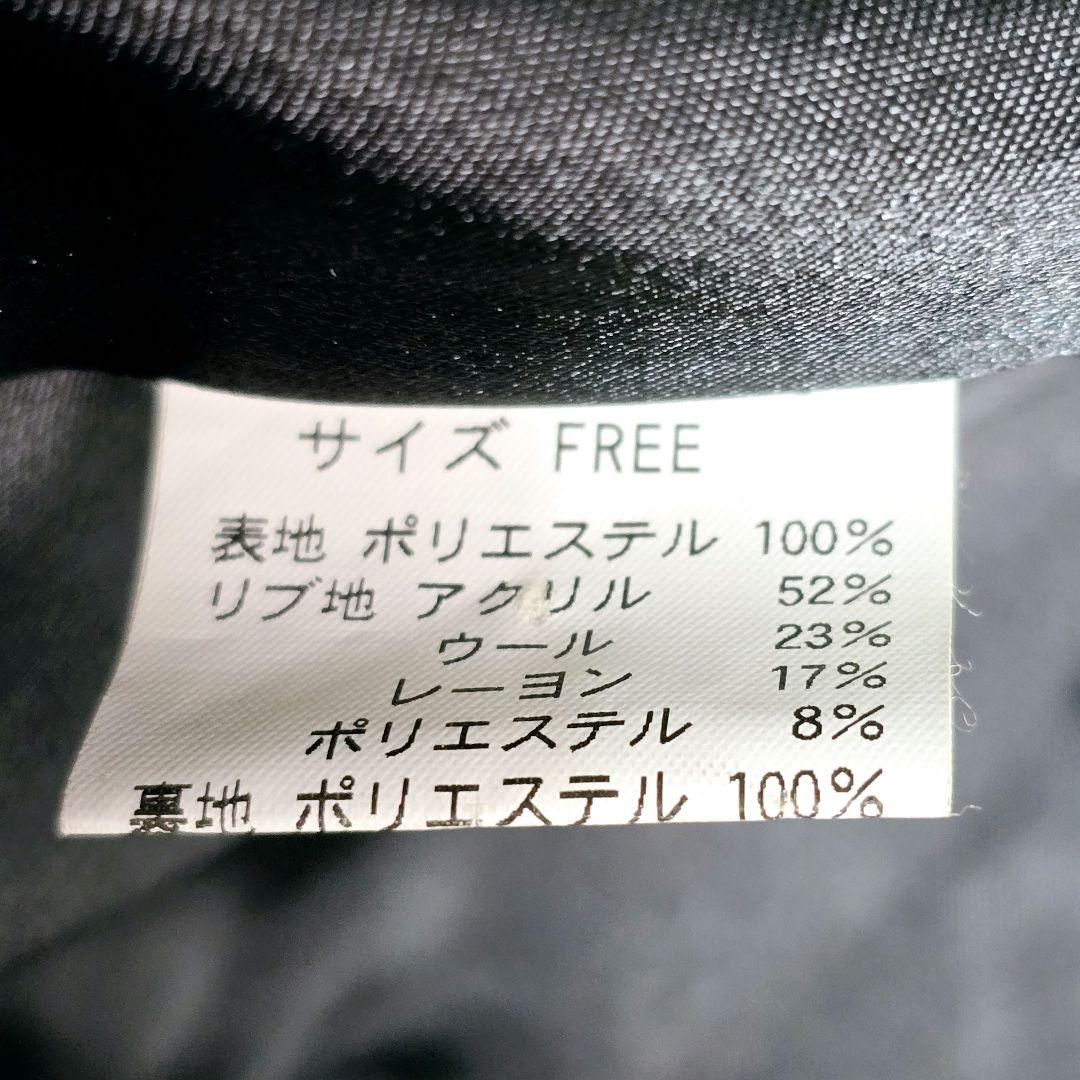 サイズ FREE
表地 ポリエステル 100%
リブ地 アクリル 52%
ウール 23%
レーヨン 17%
ポリエステル 8%
裏地 ポリエステル 100%